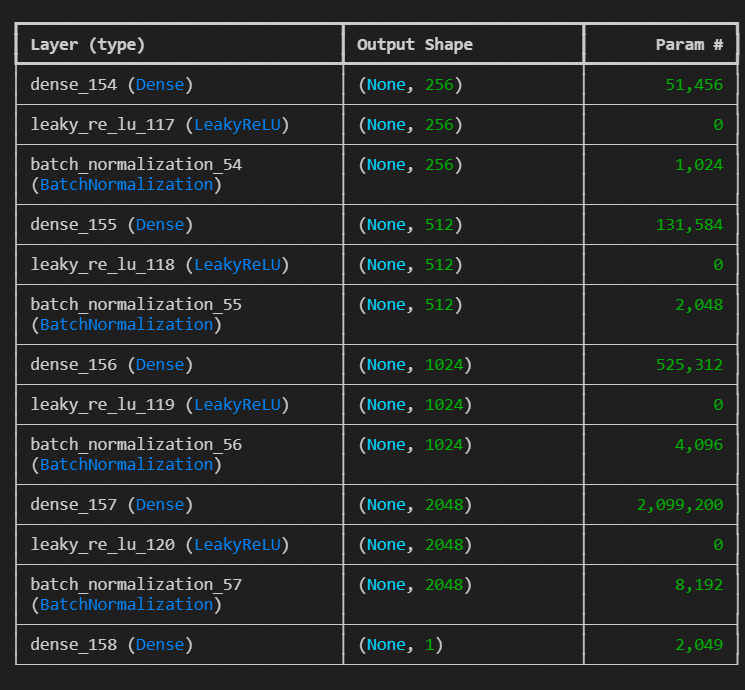 Layer (type) Output Shape Param #
dense_154 (Dense) (None, 256) 51,456
leaky_re_lu_117 (LeakyReLU) (None, 256) 0
batch_normalization_54 (None, 256) 1,024
(BatchNormalization)
dense_155 (Dense) (None, 512) 131,584
leaky_re_lu_118 (LeakyReLU) (None, 512) 0
batch_normalization_55 (None, 512) 2,048
(BatchNormalization)
dense_156 (Dense) (None, 1024) 525,312
leaky_re_lu_119 (LeakyReLU) (None, 1024) 0
batch_normalization_56 (None, 1024) 4,096
(BatchNormalization)
dense_157 (Dense) (None, 2048) 2,099,200
leaky_re_lu_120 (LeakyReLU) (None, 2048) 0
batch_normalization_57 (None, 2048) 8,192
(BatchNormalization)
dense_158 (Dense) (None, 1) 2,049